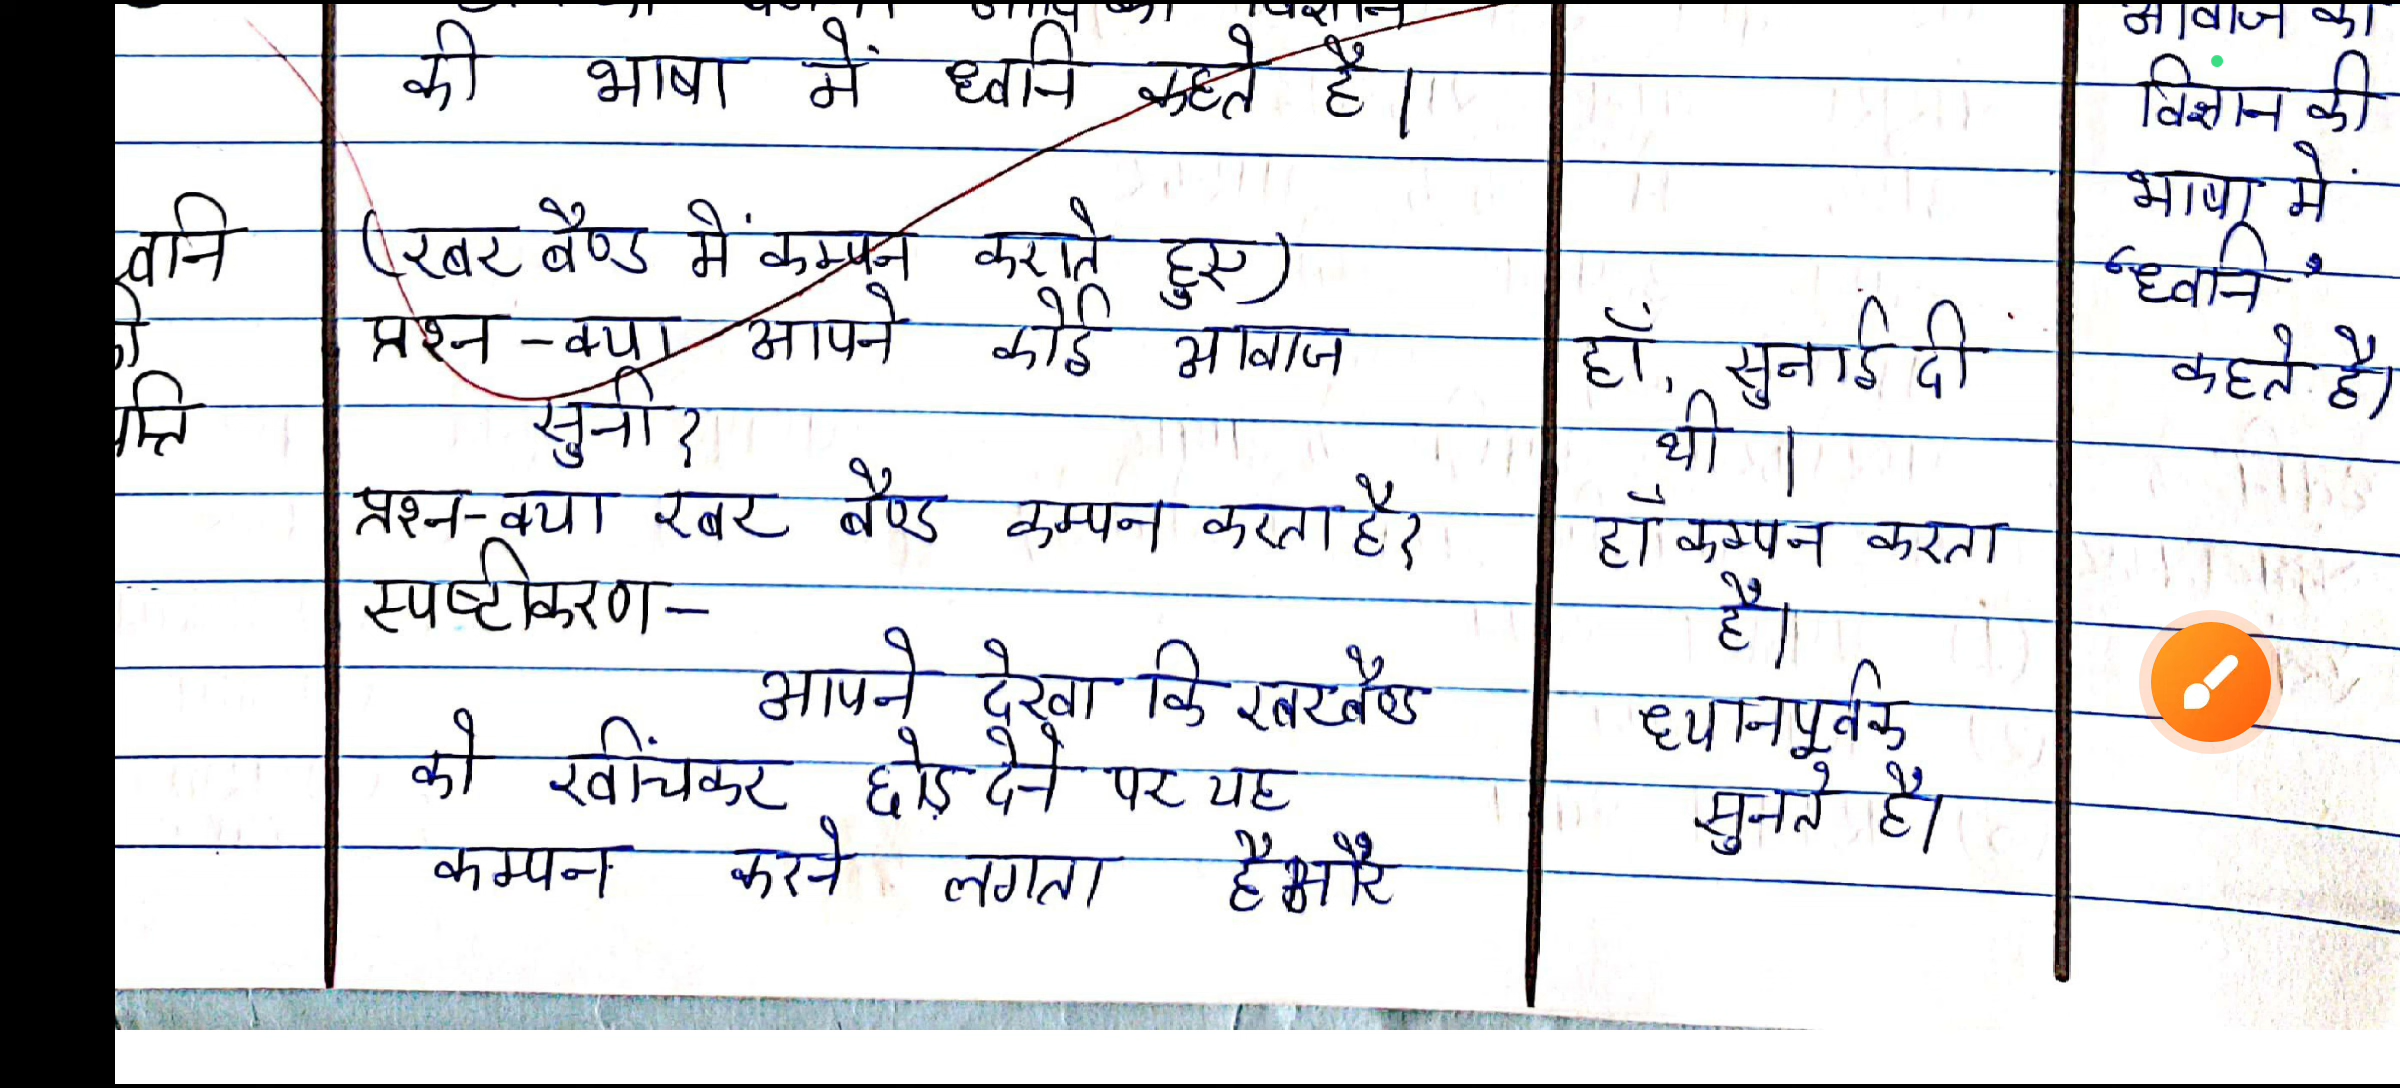 की भाषा में ध्वनि कहते है।
(रबर बैण्ड में कम्पन कराते हुए)
प्रश्न - क्या आपने कोई आवाज
सुनी?
प्रश्न-क्या रबर बैण्ड कम्पन करता है?
स्पष्टीकरण-
आपने देखा कि रबरबैण्ड
को खींचकर छोड़ देने पर यह
कम्पन करने लगता है और
हाँ, सुनाई दी
थी ।
हाँ कम्पन करता
है।
ध्यानपूर्वक
सुनते है।
आवाज को
विज्ञान की
भाषा में
“ध्वनि”
कहते है।